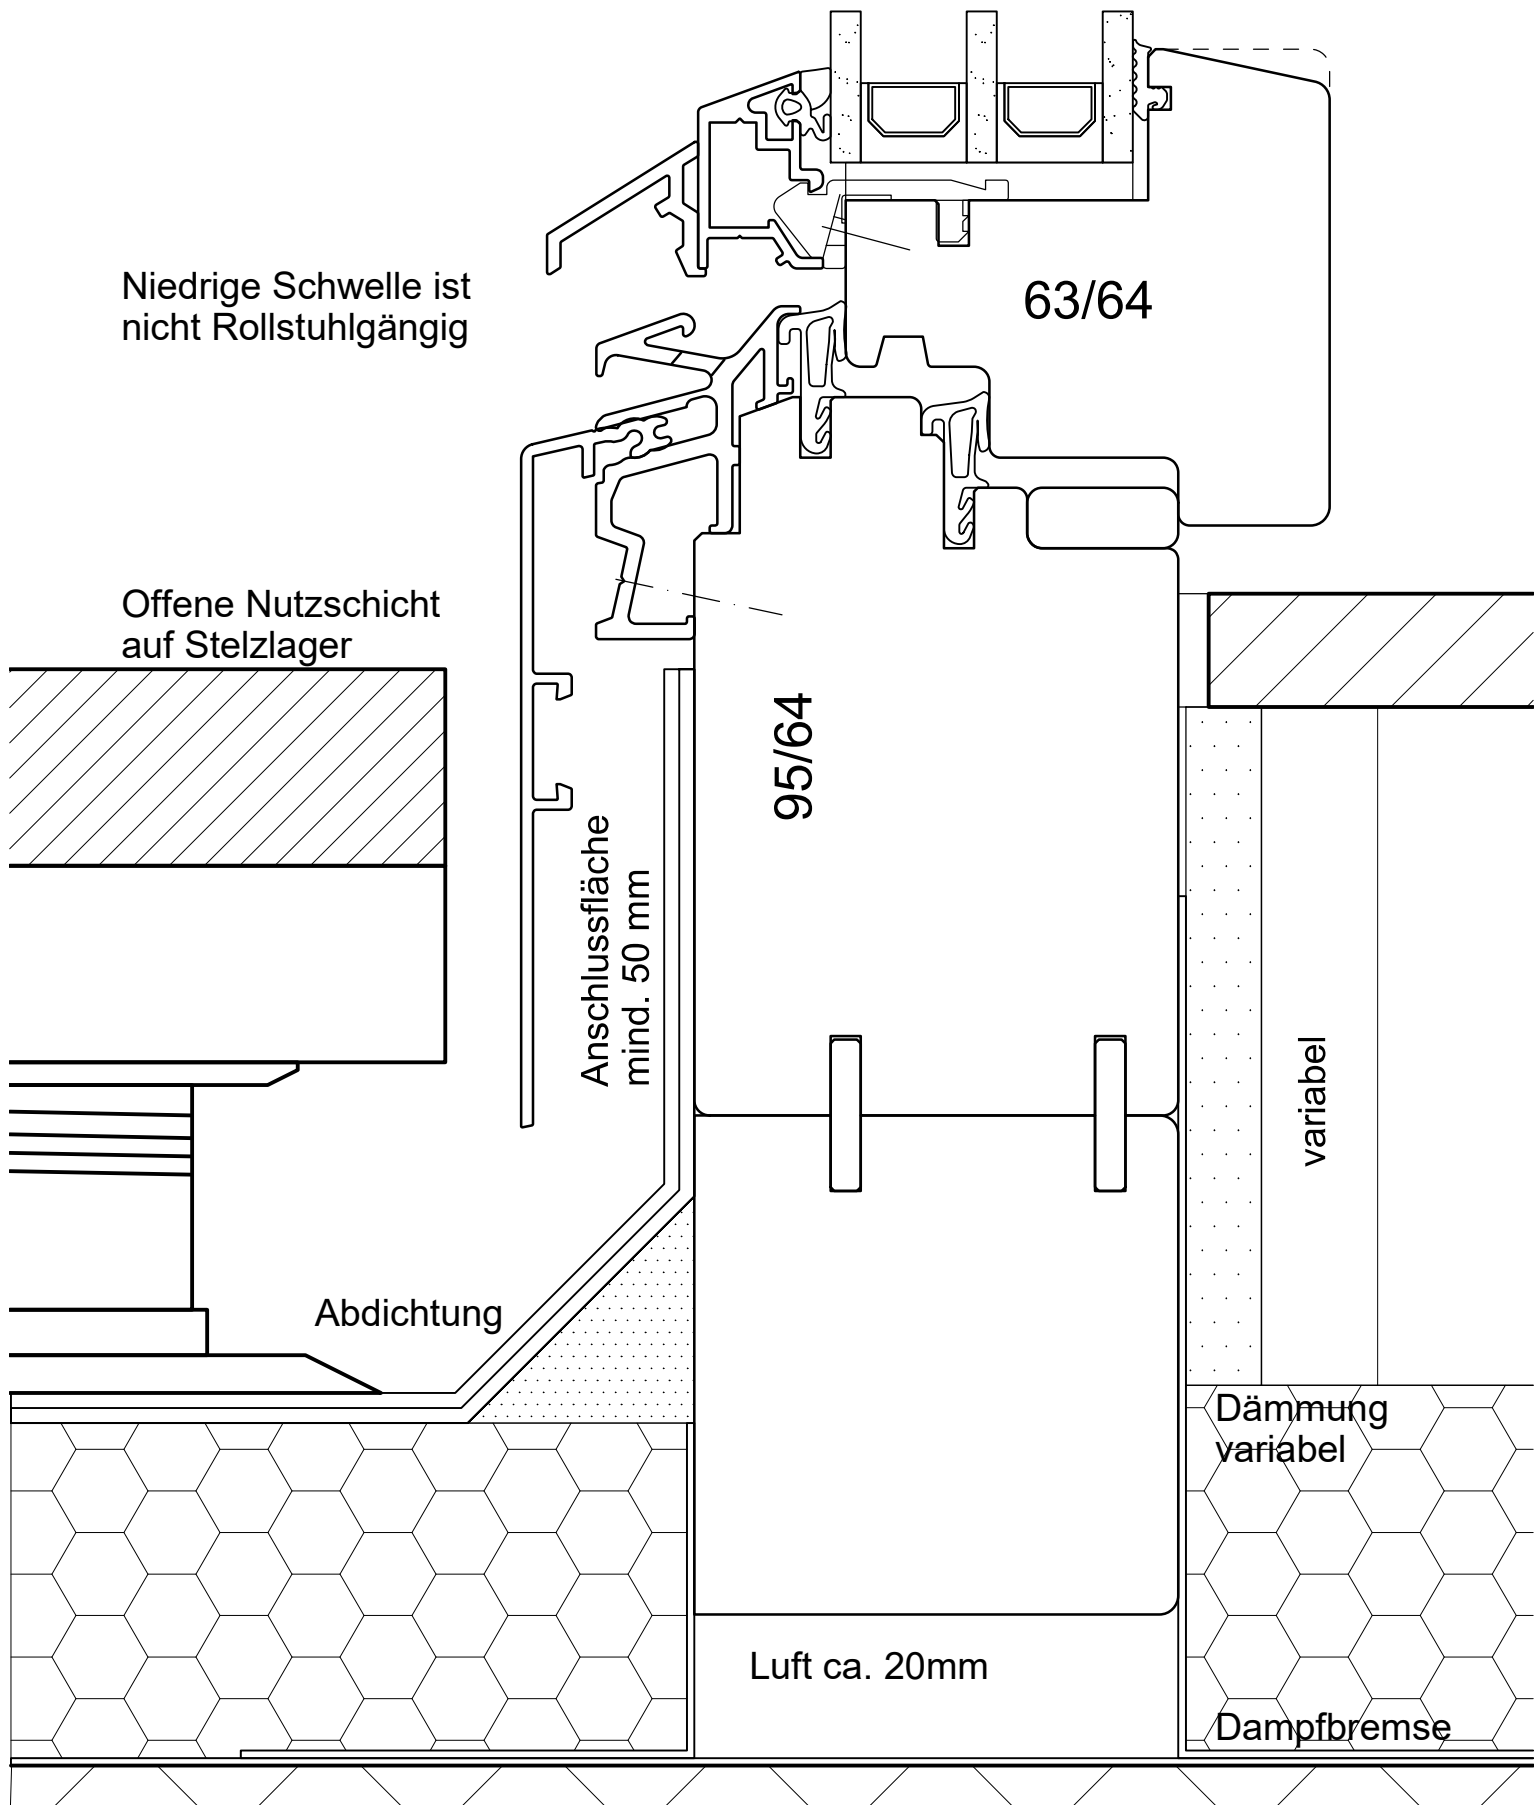 Niedrige Schwelle ist
nicht Rollstuhlgängig
63/64
Offene Nutzschicht
auf Stelzlager
95/64
Anschlussfläche
mind. 50 mm
variabel
Abdichtung
Dämmung
variabel
Luft ca. 20mm
Dampfbremse